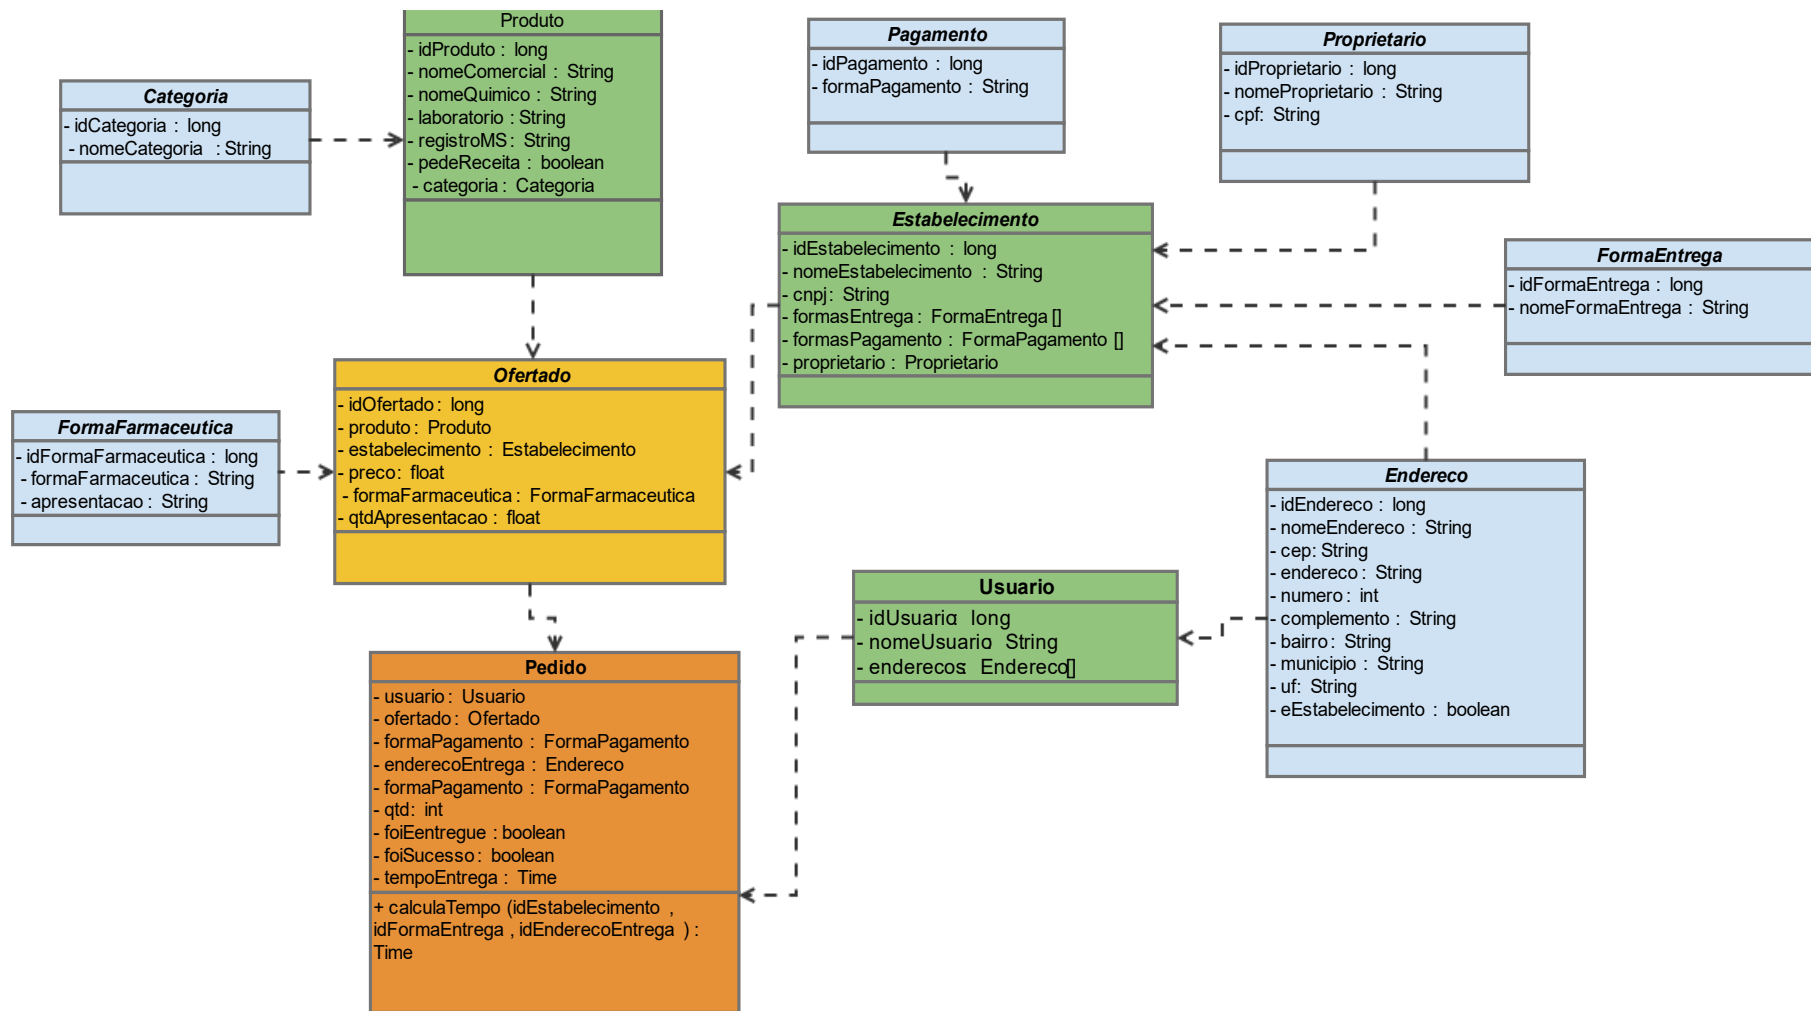 Produto
- idProduto : long
- nomeComercial : String
- nomeQuimico : String
- laboratorio : String
- registroMS : String
- pedeReceita : boolean
- categoria : Categoria
Pagamento
- idPagamento : long
- formaPagamento : String
Proprietario
- idProprietario : long
- nomeProprietario : String
- cpf: String
Categoria
- idCategoria : long
- nomeCategoria : String
Estabelecimento
- idEstabelecimento : long
- nomeEstabelecimento : String
- cnpj: String
- formasEntrega : FormaEntrega []
- formasPagamento : FormaPagamento []
- proprietario : Proprietario
FormaEntrega
- idFormaEntrega : long
- nomeFormaEntrega : String
Ofertado
- idOfertado : long
- produto : Produto
- estabelecimento : Estabelecimento
- preco: float
- formaFarmaceutica : FormaFarmaceutica
- qtdApresentacao : float
FormaFarmaceutica
- idFormaFarmaceutica : long
- formaFarmaceutica : String
- apresentacao : String
Endereco
- idEndereco : long
- nomeEndereco : String
- cep: String
- endereco : String
- numero : int
- complemento : String
- bairro : String
- municipio : String
- uf: String
- eEstabelecimento : boolean
Usuario
- idUsuario: long
- nomeUsuario: String
- enderecos: Endereco[]
Pedido
- usuario : Usuario
- ofertado : Ofertado
- formaPagamento : FormaPagamento
- enderecoEntrega : Endereco
- formaPagamento : FormaPagamento
- qtd: int
- foiEentregue : boolean
- foiSucesso : boolean
- tempoEntrega : Time
+ calculaTempo (idEstabelecimento ,
idFormaEntrega , idEnderecoEntrega ) :
Time